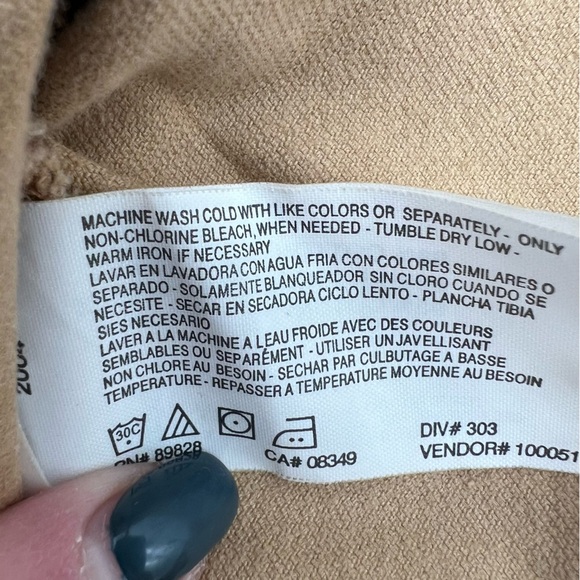 MACHINE WASH COLD WITH LIKE COLORS OR SEPARATELY - ONLY
NON-CHLORINE BLEACH, WHEN NEEDED - TUMBLE DRY LOW -
WARM IRON IF NECESSARY
LAVAR EN LAVADORA CON AGUA FRIA CON COLORES SIMILARES O
SEPARADO - SOLAMENTE BLANQUEADOR SIN CLORO CUANDO SE
NECESITE - SECAR EN SECADORA CICLO LENTO - PLANCHA TIBIA
SIES NECESARIO
LAVER A LA MACHINE A LEAU FROIDE AVEC DES COULEURS
SEMBLABLES OU SEPARÉMENT - UTILISER UN JAVELLISANT
NON CHLORE AU BESOIN - SECHAR PAR CULBUTAGE A BASSE
TEMPERATURE - REPASSER A TEMPERATURE MOYENNE AU BESOIN
2004
30C
RN# 89828
CA# 08349
DIV# 303
VENDOR# 100051